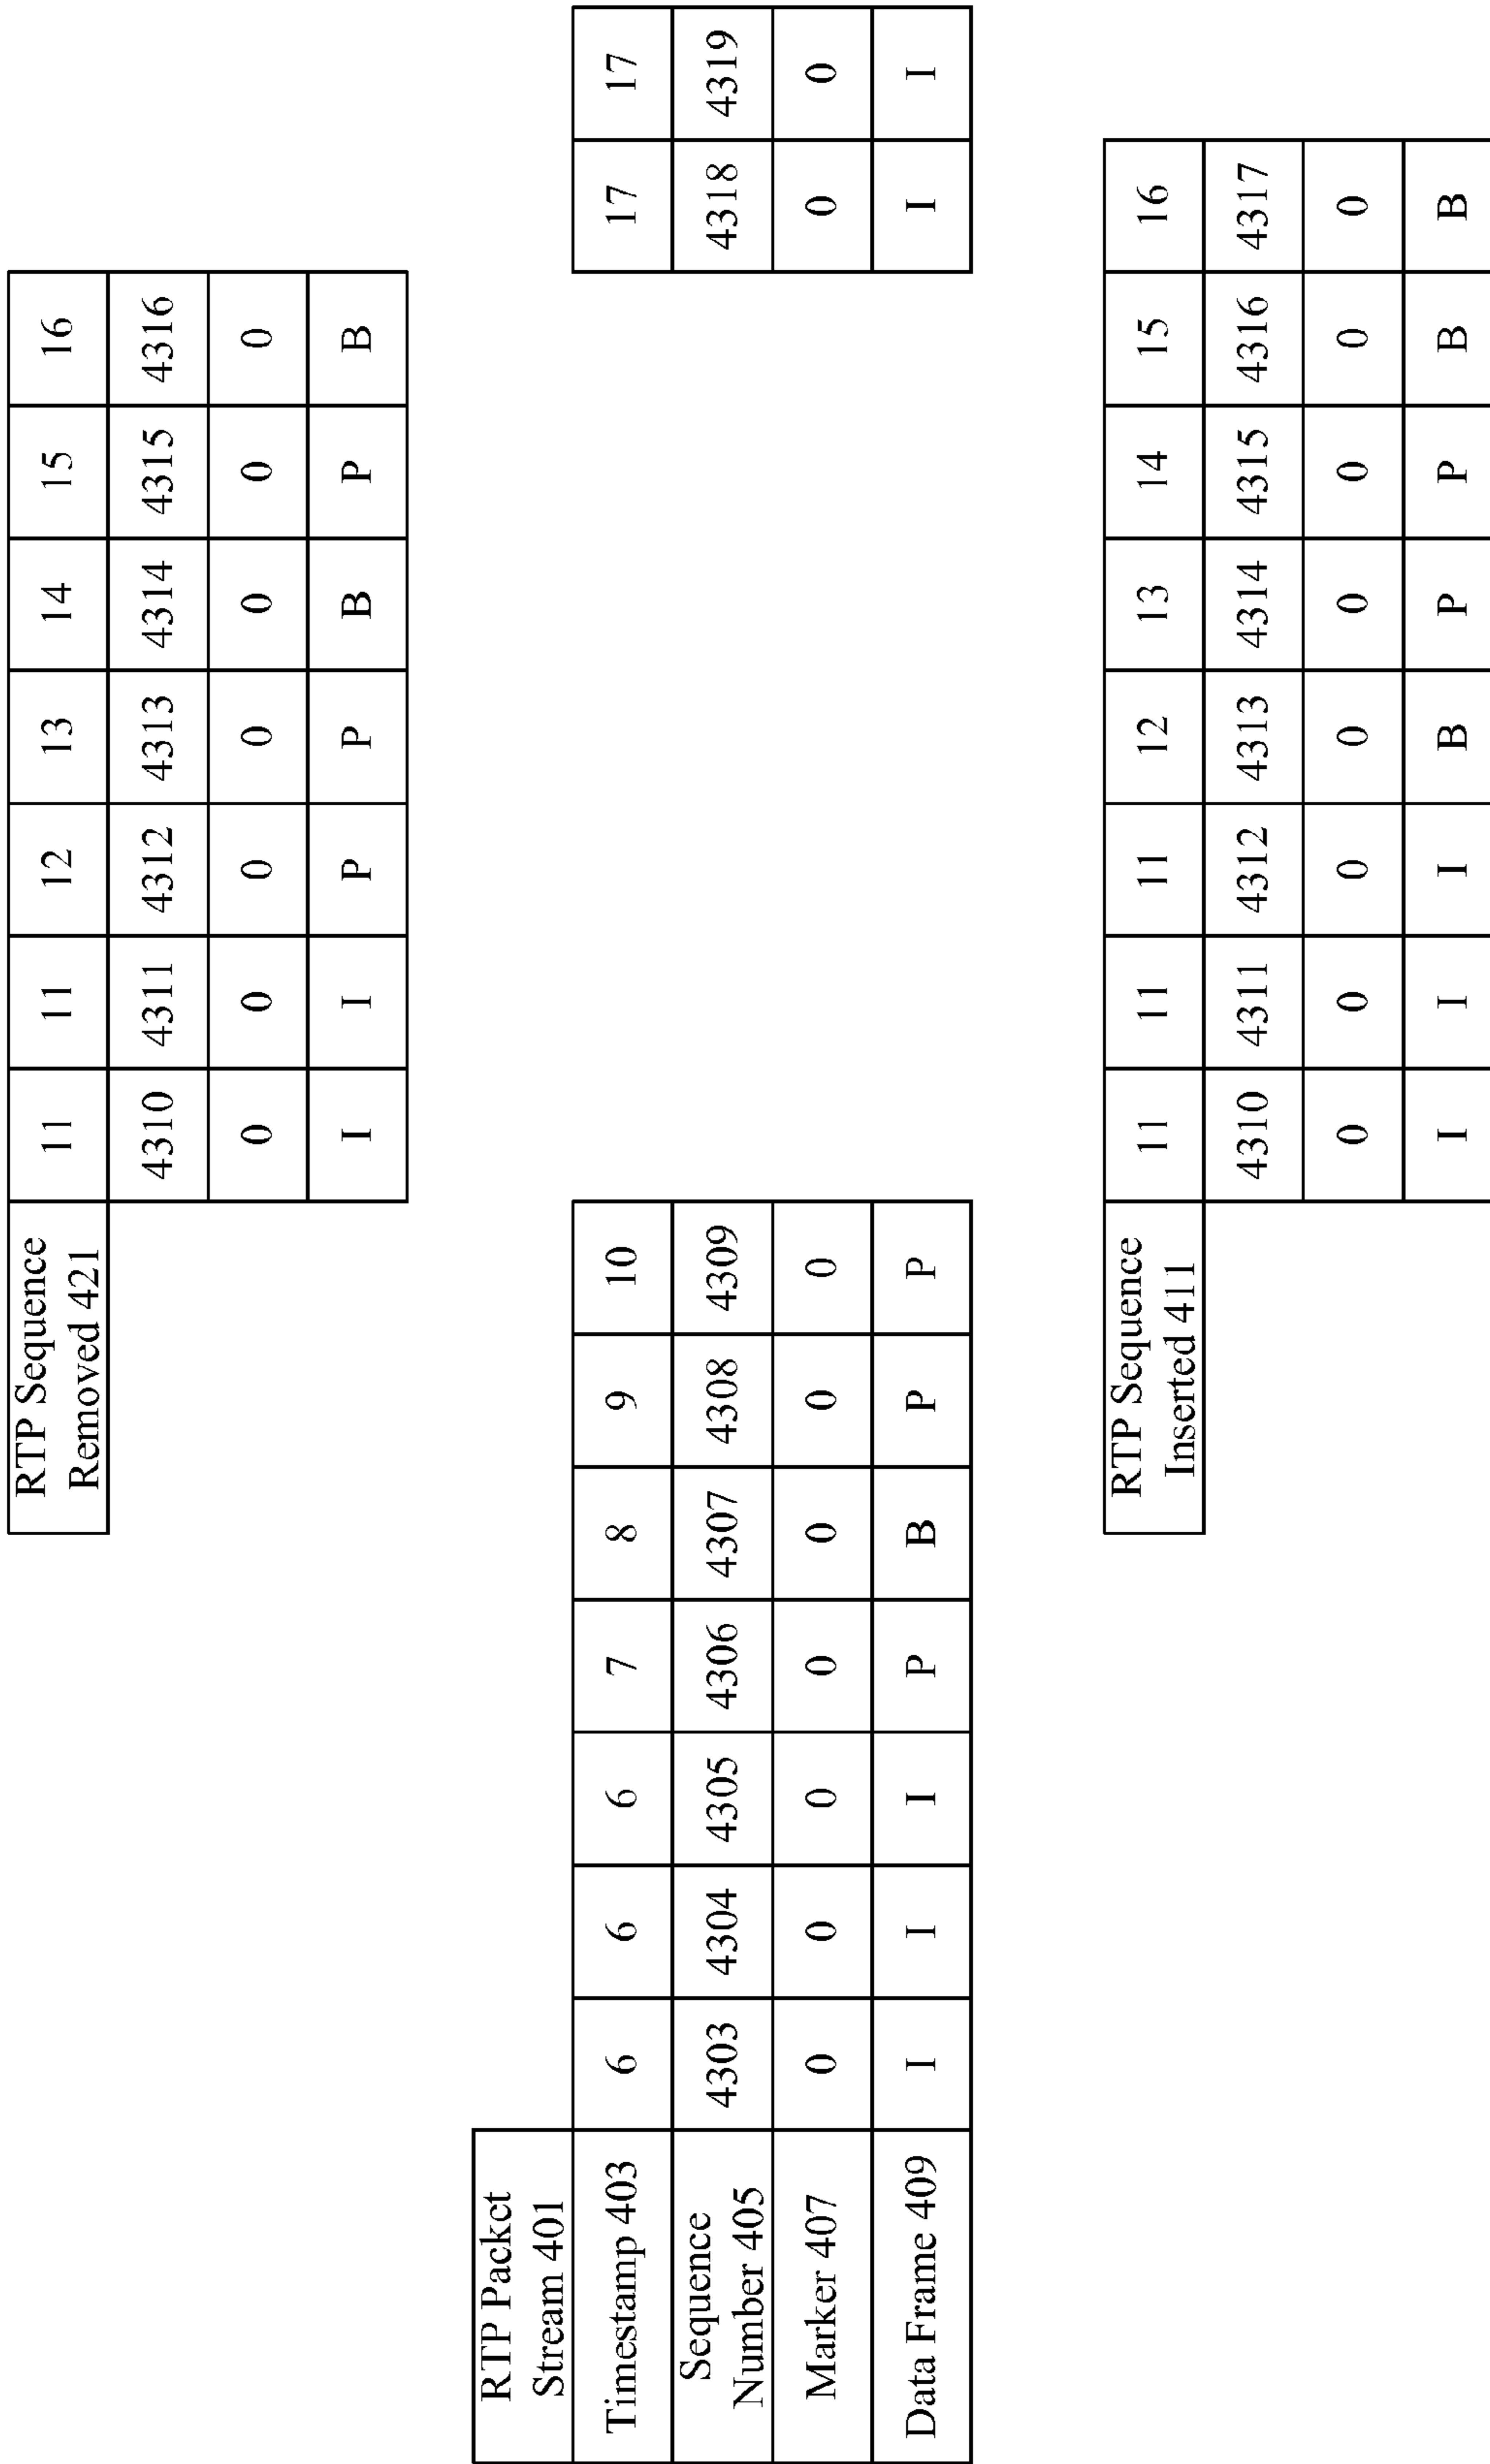 RTP Sequence
Removed 421
11 11 12 13 14 15 16
4310 4311 4312 4313 4314 4315 4316
0 0 0 0 0 0 0
I I P P B P B
RTP Packct
Stream 401
Timestamp 403 6 6 6 7 8 9 10 17 17
Sequence
Number 405
4303 4304 4305 4306 4307 4308 4309 4318 4319
Marker 407 0 0 0 0 0 0 0 0 0
Data Frame 409 I I I P B P P I I
RTP Sequence
Inserted 411
11 11 11 12 13 14 15 16
4310 4311 4312 4313 4314 4315 4316 4317
0 0 0 0 0 0 0 0
I I I B P P B B